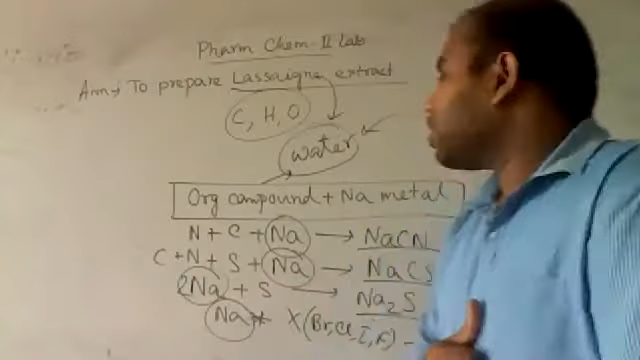 Pharm Chem-II Lab
Aim → To prepare Lassaigne extract
C, H, O
water
Org compound + Na metal
N + C + Na → NaCN
C + N + S + Na → NaCS
2Na + S → Na2S
Na + X (Br, Cl, I, F) -